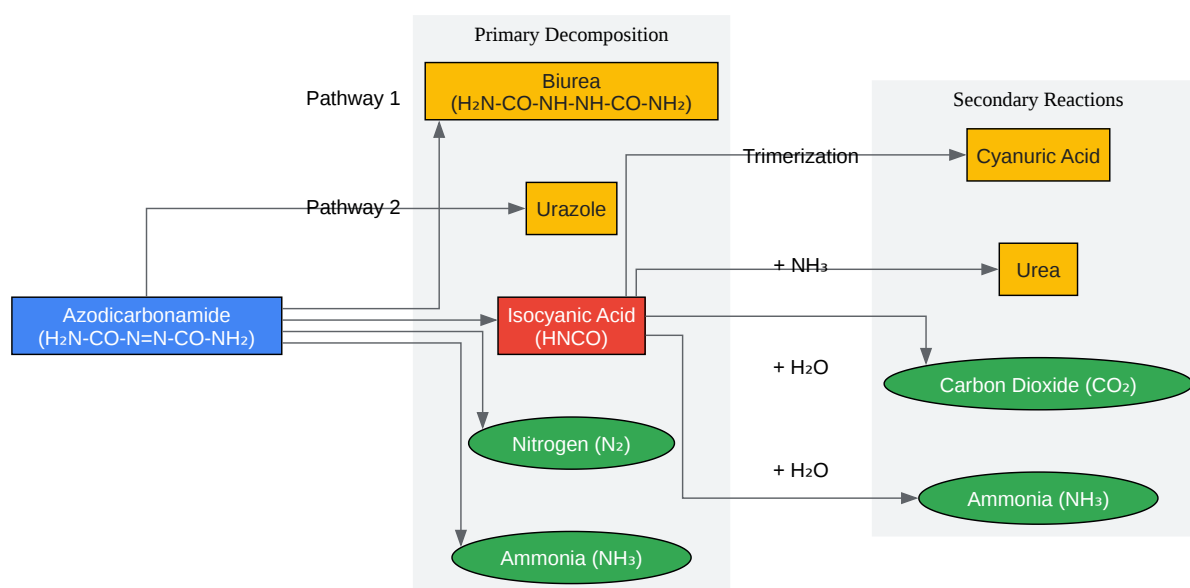 Primary Decomposition
Biurea
(H₂N-CO-NH-NH-CO-NH₂)
Pathway 1
Secondary Reactions
Trimerization
Cyanuric Acid
Pathway 2
Urazole
+ NH₃
Urea
Azodicarbonamide
(H₂N-CO-N=N-CO-NH₂)
Isocyanic Acid
(HNCO)
+ H₂O
Carbon Dioxide (CO₂)
Nitrogen (N₂)
+ H₂O
Ammonia (NH₃)
Ammonia (NH₃)